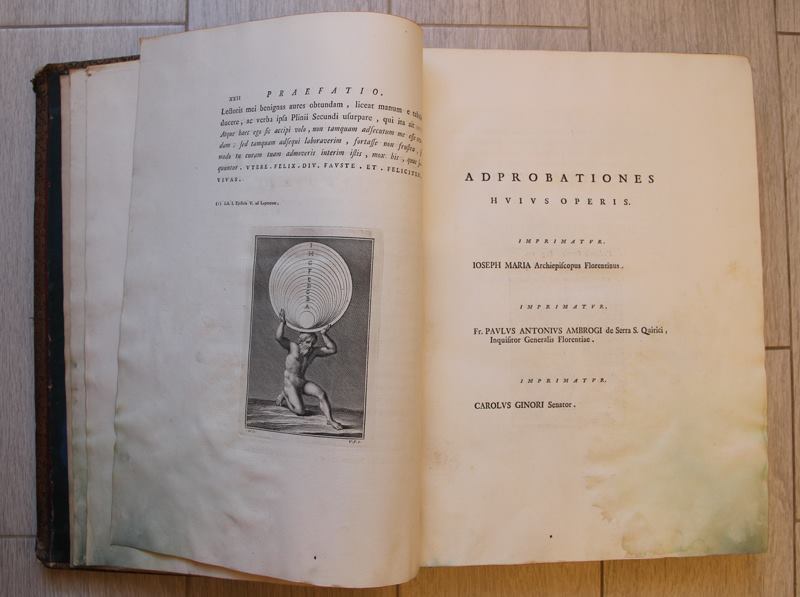 XXII PRAEFATIO.
Lectoris mei benignas aures obtundam, liceat manum e tabula
ducere, ac verba ipsa Plinii Secundi usurpare, qui ita ait
Atque haec ego sic accipi volo, non tamquam adsecutum me esse
dam: sed tamquam adsequi laboraverim, fortasse non frustra,
modo tu curam tuam admoveris interim istis, mox his, quae
quuntur. VTERE. FELIX. DIV. FAVSTE. ET. FELICITER.
VIVAS.
(1) Lib. I. Epistola V. ad Lupercum.
I
H
G
F
E
D
C
B
A
V.F.s.
ADPROBATIONES
HVIVS OPERIS.
IMPRIMATVR.
IOSEPH MARIA Archiepiscopus Florentinus.
IMPRIMATVR.
Fr. PAVLVS ANTONIVS AMBROGI de Serra S. Quirici,
Inquisitor Generalis Florentiae.
IMPRIMATVR.
CAROLVS GINORI Senator.